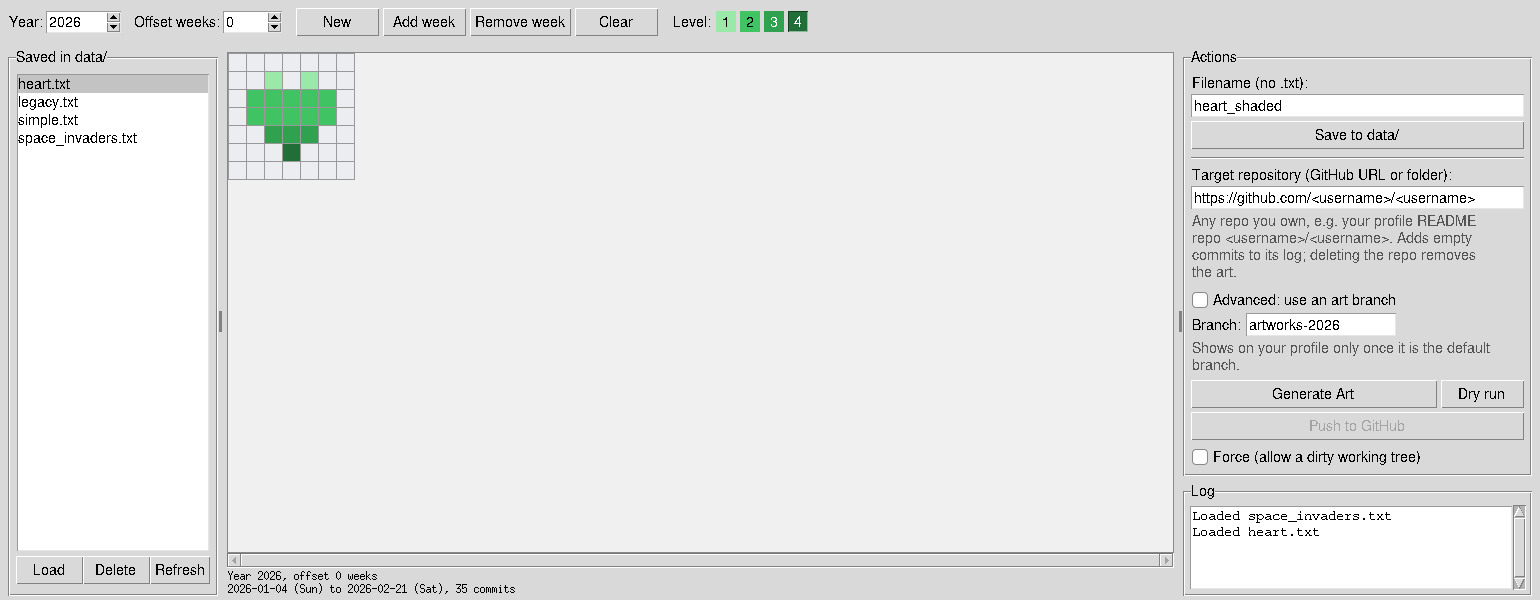 Year: 2026 Offset weeks: 0 New Add week Remove week Clear Level: 1 2 3 4
Saved in data/
heart.txt
legacy.txt
simple.txt
space_invaders.txt
Load Delete Refresh
Year 2026, offset 0 weeks
2026-01-04 (Sun) to 2026-02-21 (Sat), 35 commits
Actions
Filename (no .txt):
heart_shaded
Save to data/
Target repository (GitHub URL or folder):
https://github.com/<username>/<username>
Any repo you own, e.g. your profile README
repo <username>/<username>. Adds empty
commits to its log; deleting the repo removes
the art.
Advanced: use an art branch
Branch: artworks-2026
Shows on your profile only once it is the default
branch.
Generate Art Dry run
Push to GitHub
Force (allow a dirty working tree)
Log
Loaded space_invaders.txt
Loaded heart.txt